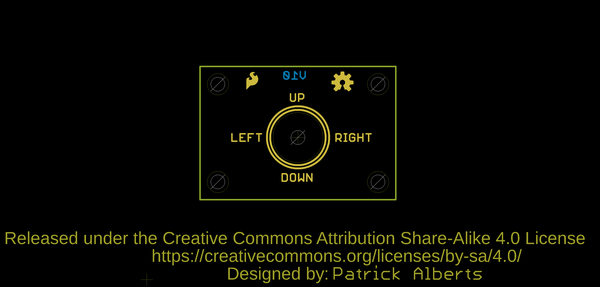 V10
UP
LEFT RIGHT
DOWN
Released under the Creative Commons Attribution Share-Alike 4.0 License
https://creativecommons.org/licenses/by-sa/4.0/
Designed by: Patrick Alberts